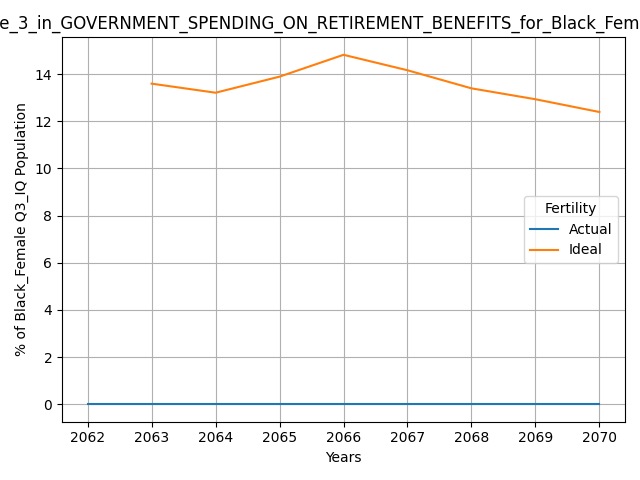 e_3_in_GOVERNMENT_SPENDING_ON_RETIREMENT_BENEFITS_for_Black_Fem
% of Black_Female Q3_IQ Population
14
12
10
8
6
4
2
0
Fertility
Actual
Ideal
2062 2063 2064 2065 2066 2067 2068 2069 2070
Years